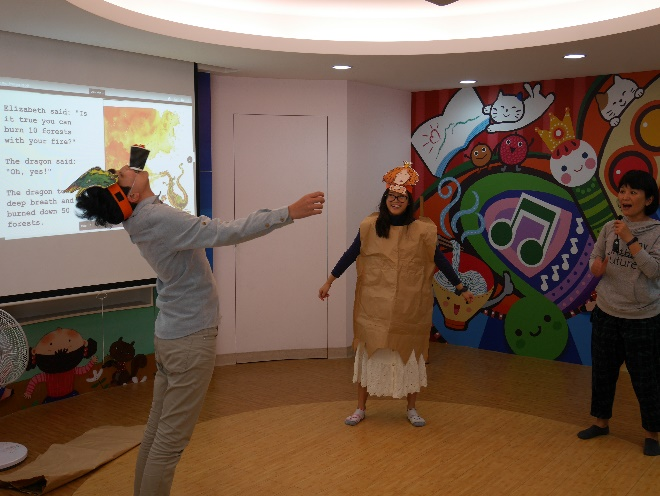 Elizabeth said: "Is
it true you can
burn 10 forests
with your fire?"
The dragon said:
"Oh, yes!"
The dragon
deep breath and
burned down 50
forests.